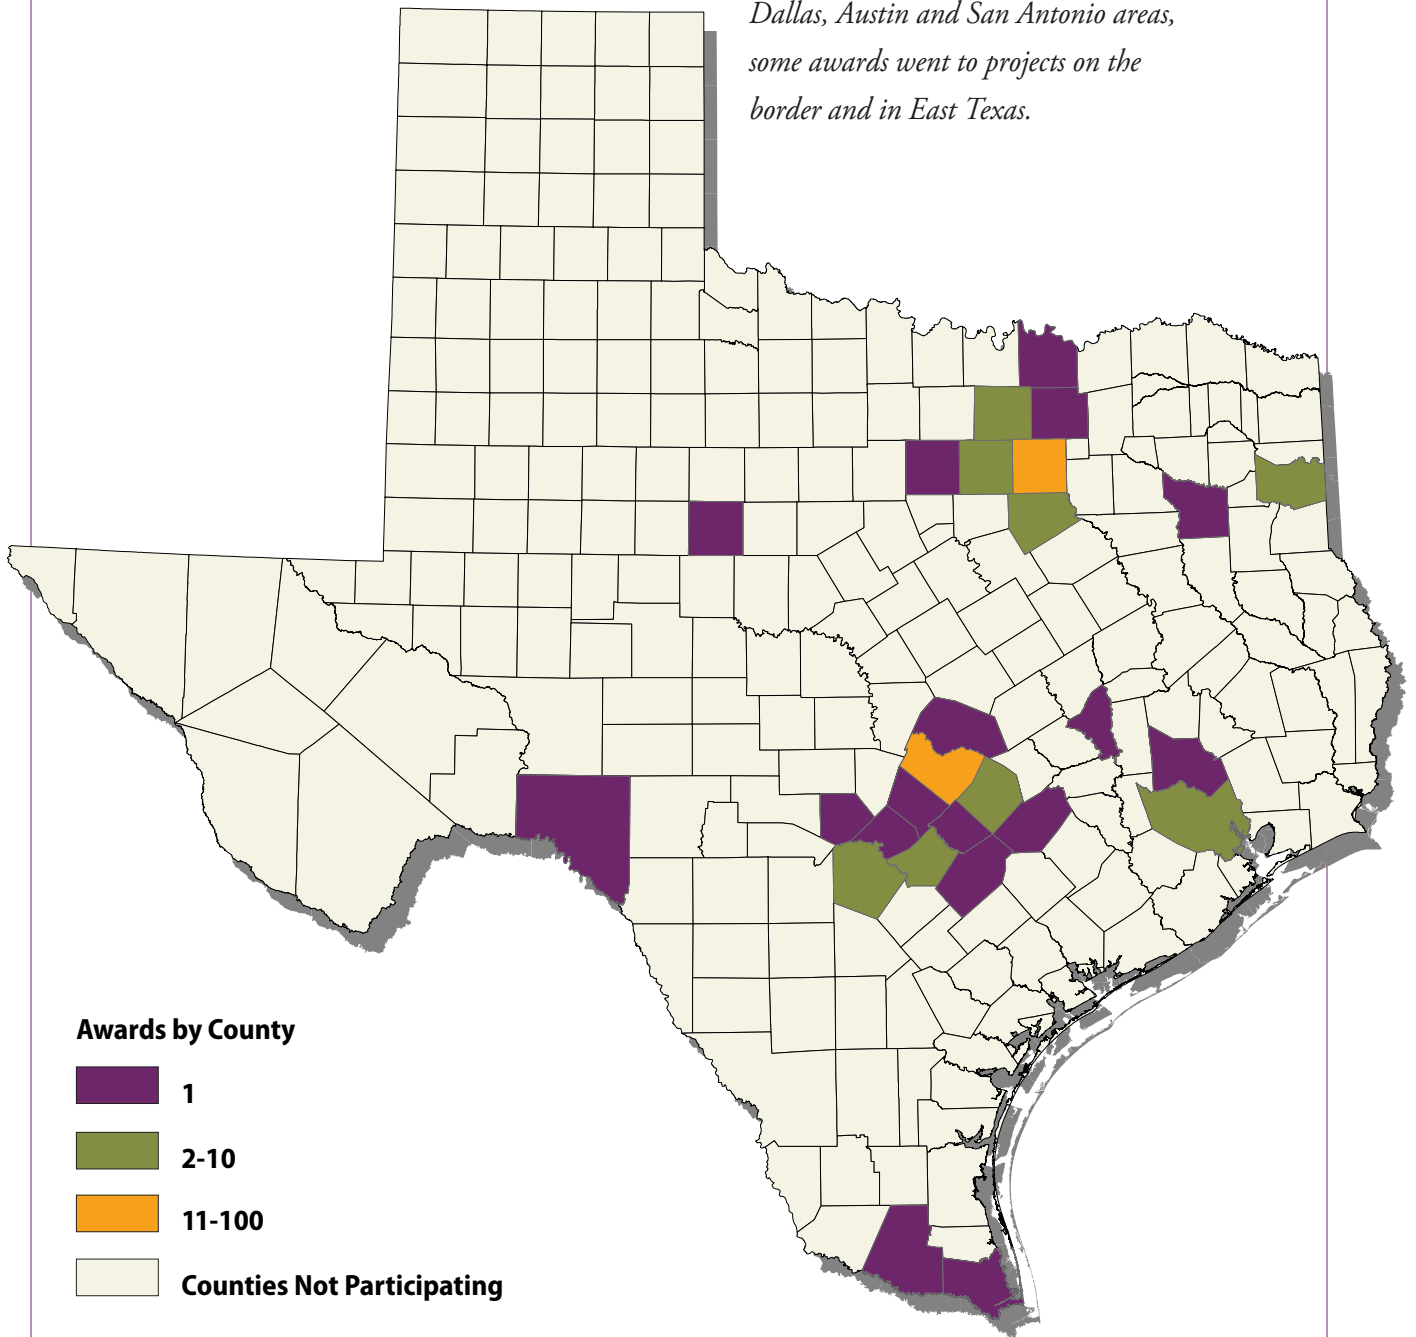 Dallas, Austin and San Antonio areas,
some awards went to projects on the
border and in East Texas.
Awards by County
1
2-10
11-100
Counties Not Participating